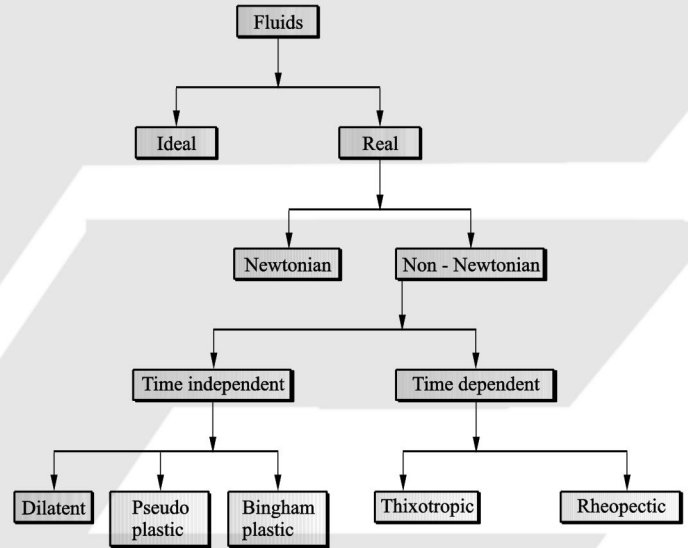 Fluids
Ideal
Real
Newtonian
Non - Newtonian
Time independent
Time dependent
Dilatent
Pseudo
plastic
Bingham
plastic
Thixotropic
Rheopectic